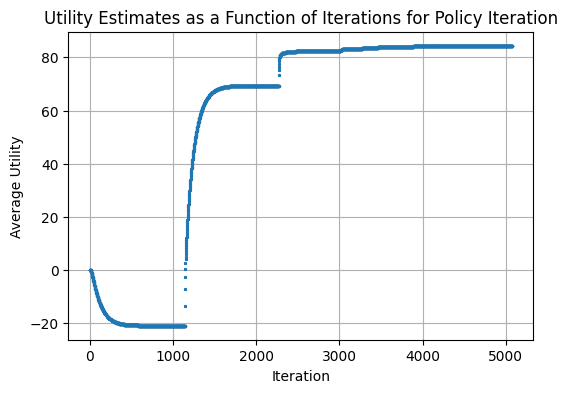 Utility Estimates as a Function of Iterations for Policy Iteration
80
60
40
20
0
−20
Average Utility
0 1000 2000 3000 4000 5000
Iteration